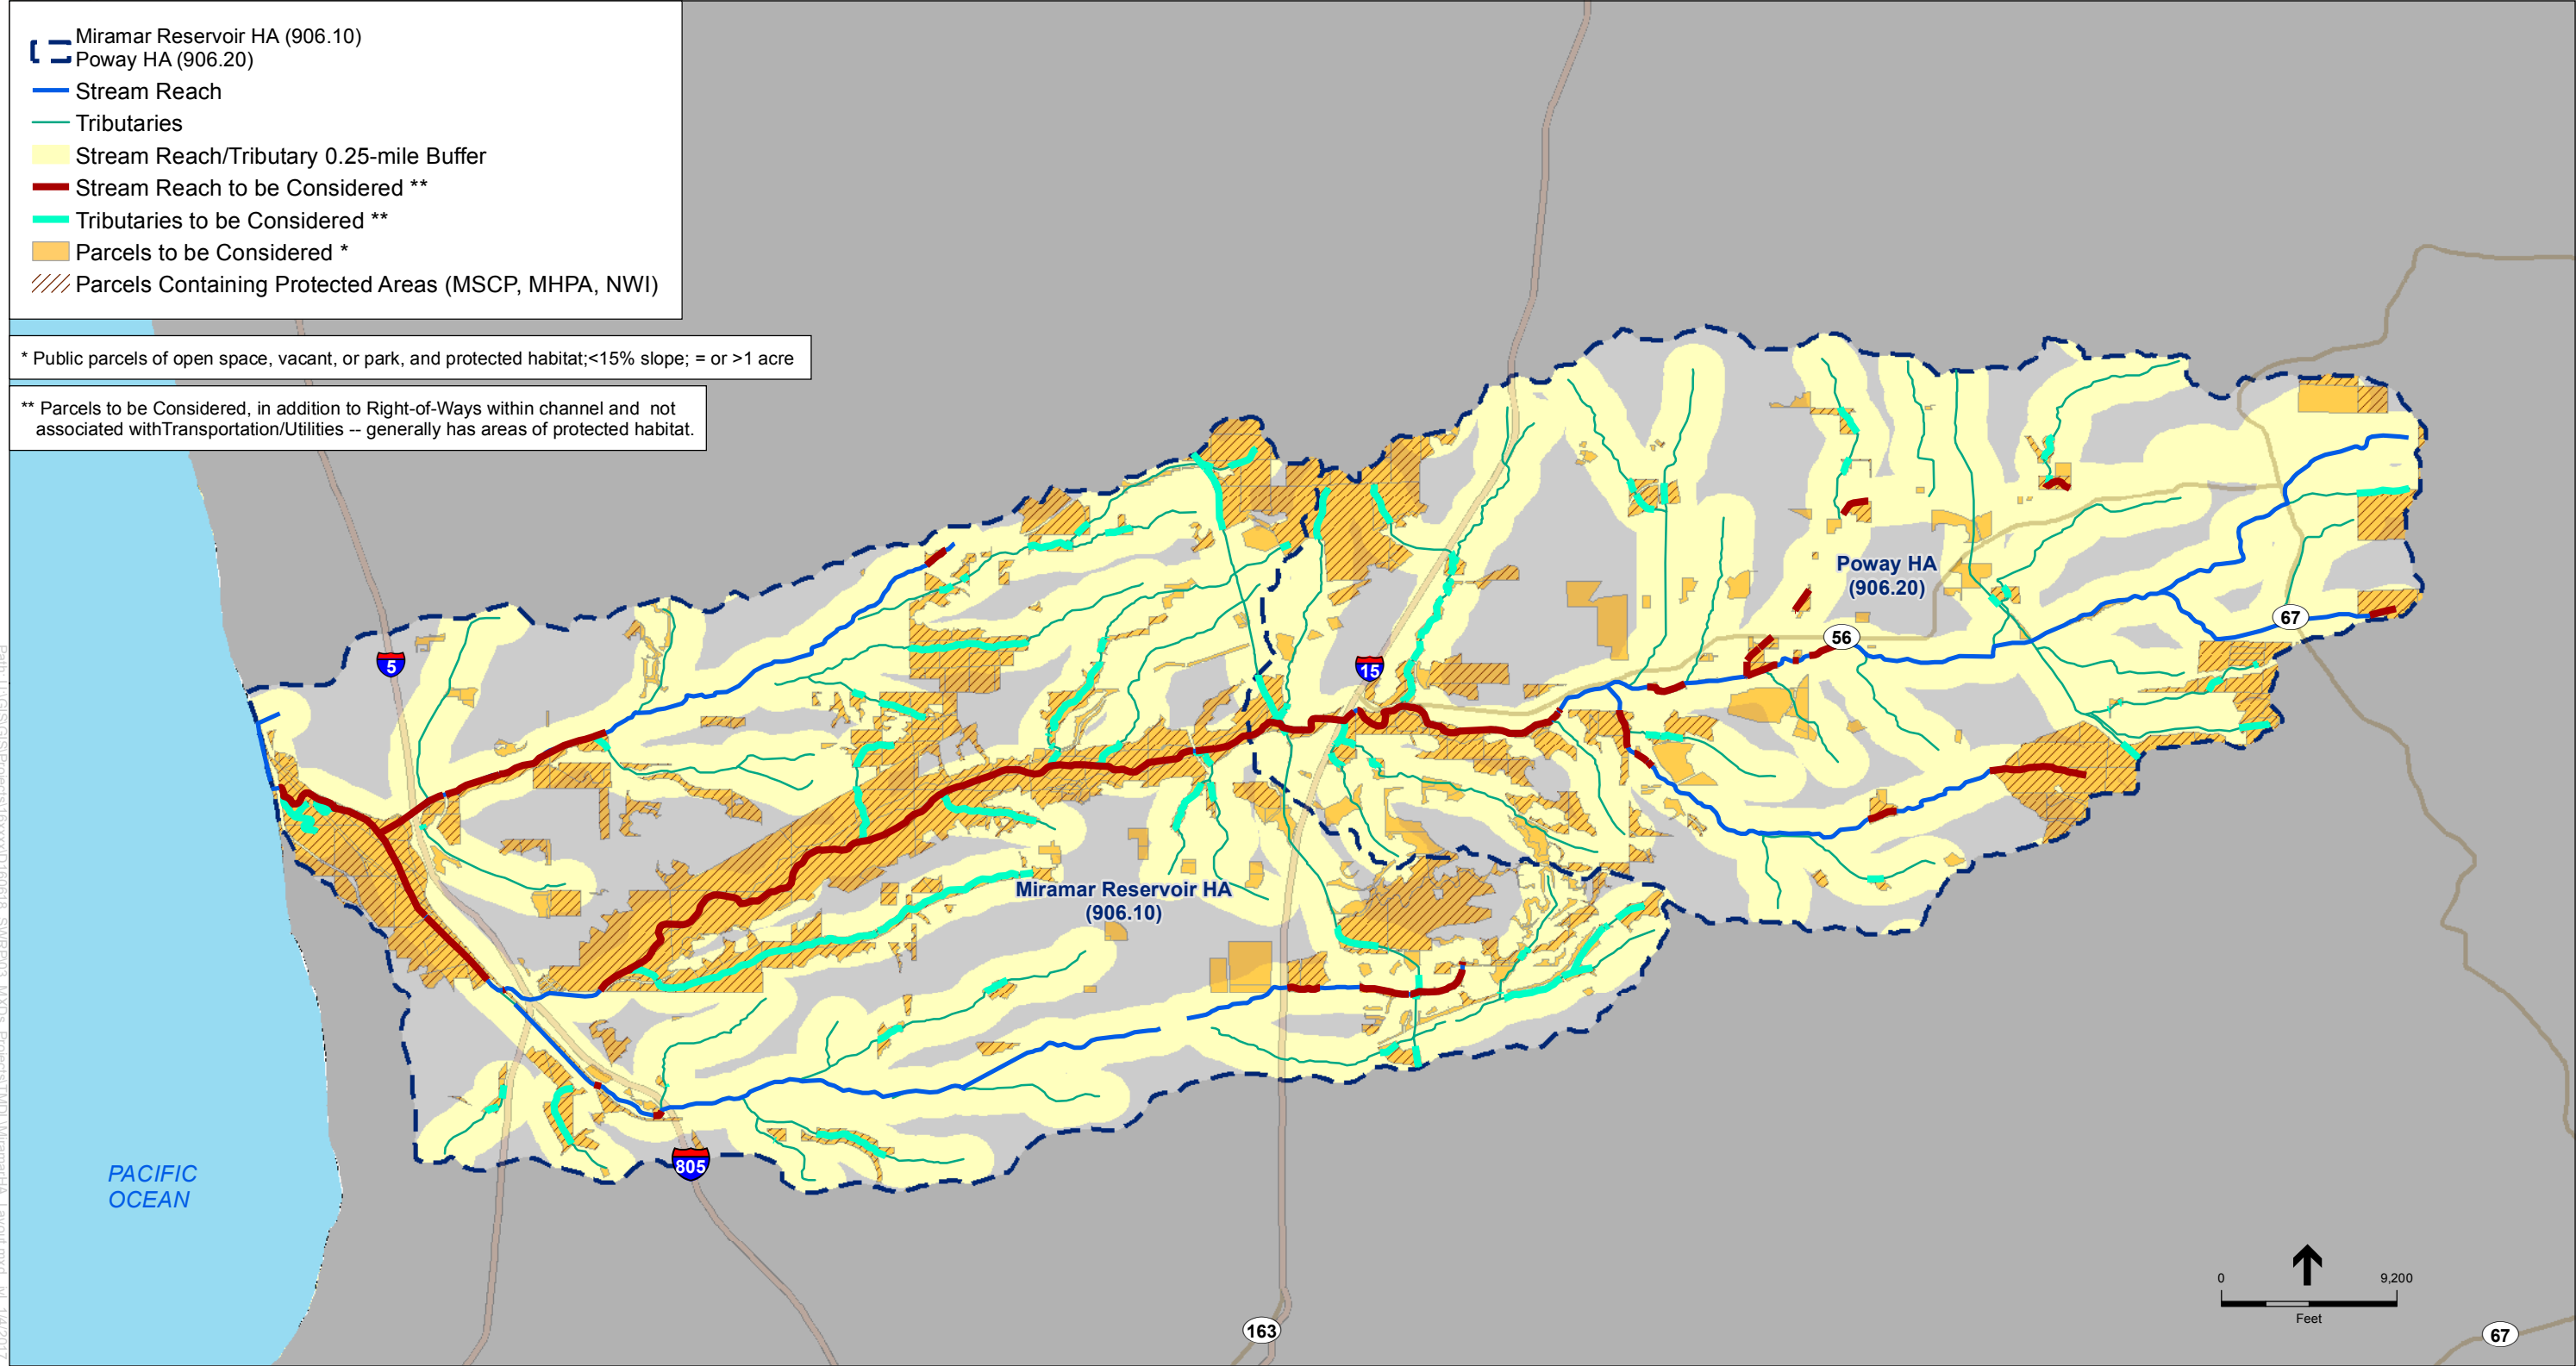 Miramar Reservoir HA (906.10)
Poway HA (906.20)
Stream Reach
Tributaries
Stream Reach/Tributary 0.25-mile Buffer
Stream Reach to be Considered **
Tributaries to be Considered **
Parcels to be Considered *
Parcels Containing Protected Areas (MSCP, MHPA, NWI)
* Public parcels of open space, vacant, or park, and protected habitat;<15% slope; = or >1 acre
** Parcels to be Considered, in addition to Right-of-Ways within channel and not
associated withTransportation/Utilities -- generally has areas of protected habitat.
Poway HA
(906.20)
67
56
5
15
Miramar Reservoir HA
(906.10)
805
PACIFIC
OCEAN
0 9,200
Feet
163
67